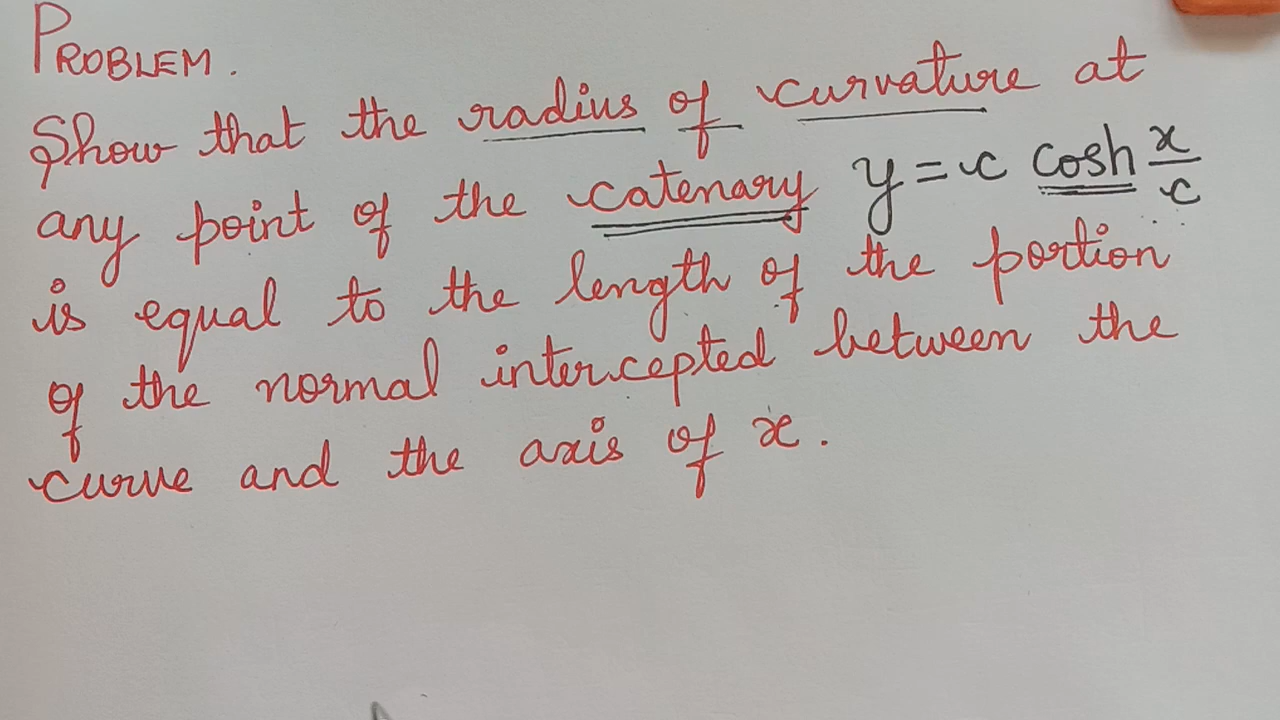 PROBLEM.
Show that the radius of curvature at
any point of the catenary y = c cosh x/c
is equal to the length of the portion
of the normal intercepted between the
curve and the axis of x.